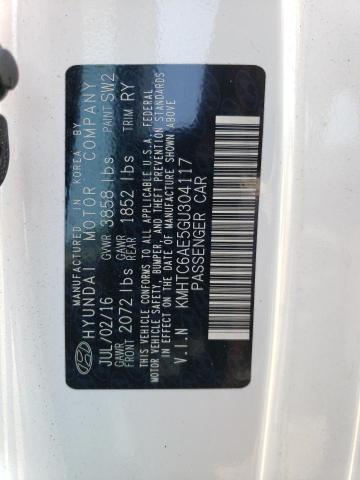 MANUFACTURED IN KOREA BY
HYUNDAI MOTOR COMPANY
JUL/02/16 GVWR 3858 lbs PAINT SW2
GAWR FRONT 2072 lbs GAWR REAR 1852 lbs TRIM RY
THIS VEHICLE CONFORMS TO ALL APPLICABLE U.S.A. FEDERAL
MOTOR VEHICLE SAFETY, BUMPER, AND THEFT PREVENTION STANDARDS
IN EFFECT ON THE DATE OF MANUFACTURE SHOWN ABOVE.
V.I.N KMHTC6AE5GU304117
PASSENGER CAR